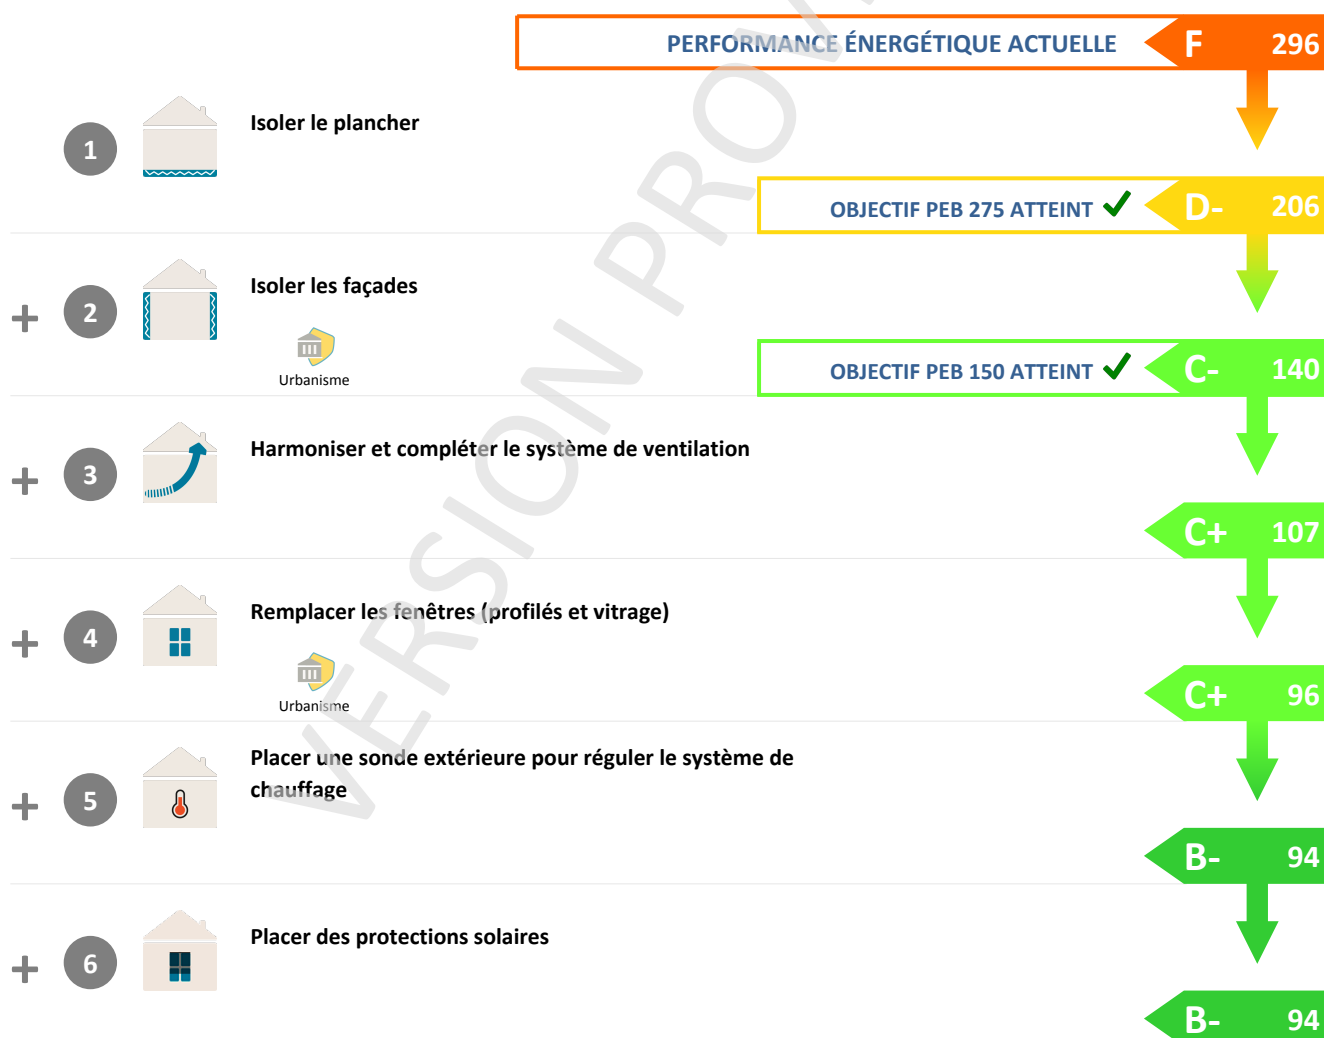 PERFORMANCE ÉNERGÉTIQUE ACTUELLE F 296
1 Isoler le plancher
OBJECTIF PEB 275 ATTEINT D- 206
+ 2 Isoler les façades
Urbanisme
OBJECTIF PEB 150 ATTEINT C- 140
+ 3 Harmoniser et compléter le système de ventilation
C+ 107
+ 4 Remplacer les fenêtres (profilés et vitrage)
Urbanisme
C+ 96
+ 5 Placer une sonde extérieure pour réguler le système de
chauffage
B- 94
+ 6 Placer des protections solaires
B- 94
VERSION PROV